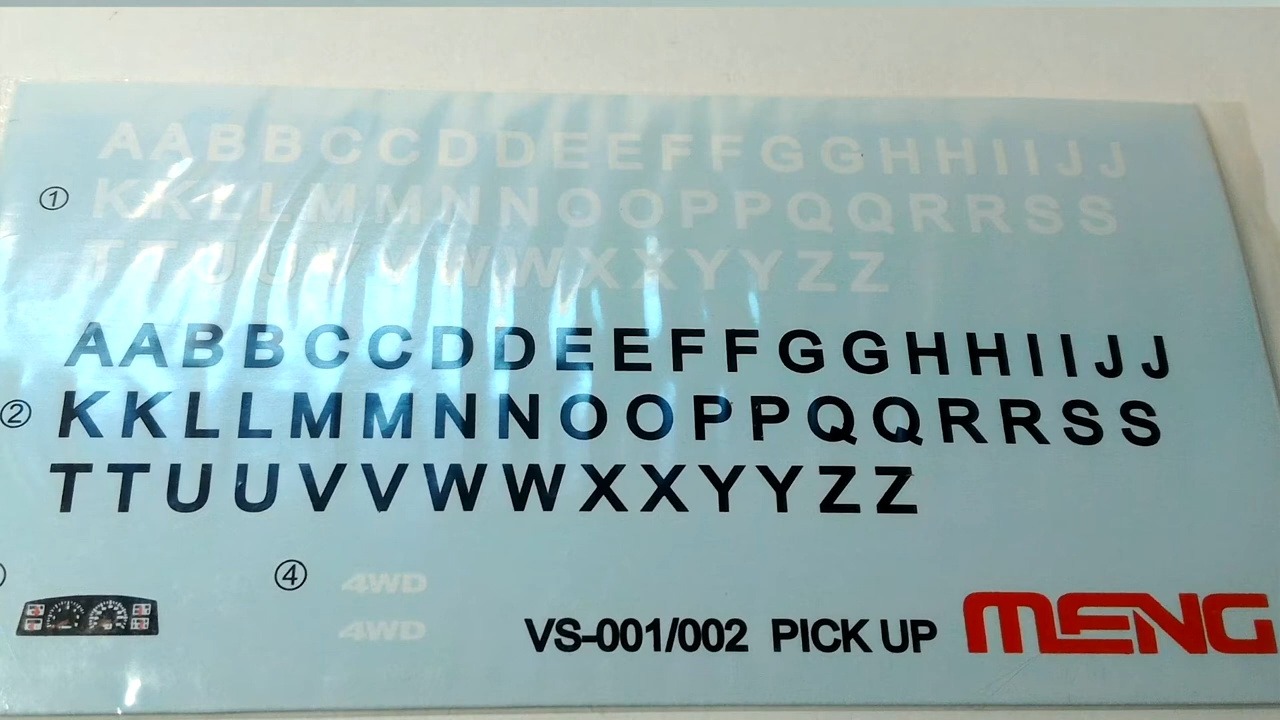 AABBCCDDEEFFGGHHIIJJ
① KKLLMMNNOOPPQQRRSS
TTUUVVWWXXYYZZ
AABBCCDDEEFFGGHHIIJJ
② KKLLMMNNOOPPQQRRSS
TTUUVVWWXXYYZZ
④ 4WD
4WD
VS-001/002 PICK UP MENG